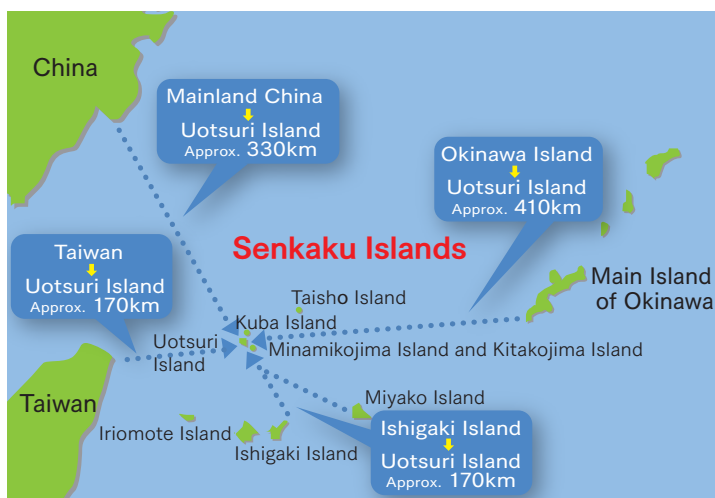 China
Mainland China
Uotsuri Island
Approx. 330km
Okinawa Island
Uotsuri Island
Approx. 410km
Senkaku Islands
Taiwan
Uotsuri Island
Approx. 170km
Main Island
of Okinawa
Taisho Island
Kuba Island
Uotsuri
Island
Minamikojima Island and Kitakojima Island
Taiwan
Miyako Island
Iriomote Island
Ishigaki Island
Ishigaki Island
Uotsuri Island
Approx. 170km